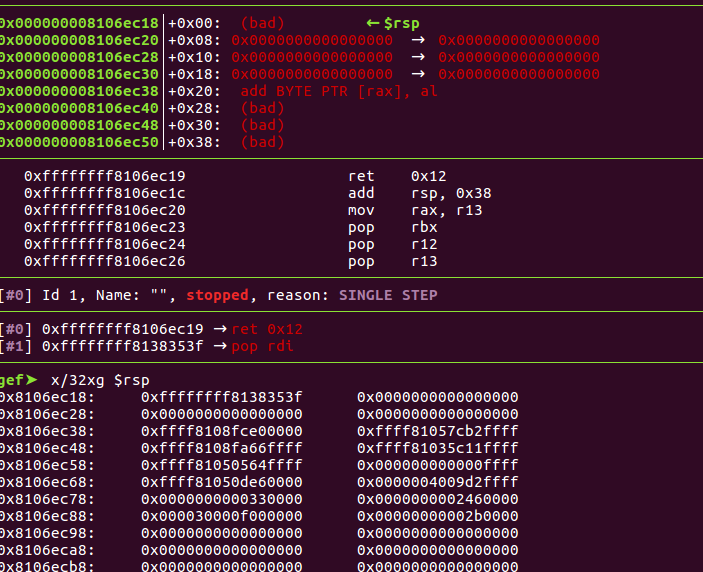 0x000000008106ec18|+0x00: (bad) ←$rsp
0x000000008106ec20|+0x08: 0x0000000000000000 → 0x0000000000000000
0x000000008106ec28|+0x10: 0x0000000000000000 → 0x0000000000000000
0x000000008106ec30|+0x18: 0x0000000000000000 → 0x0000000000000000
0x000000008106ec38|+0x20: add BYTE PTR [rax], al
0x000000008106ec40|+0x28: (bad)
0x000000008106ec48|+0x30: (bad)
0x000000008106ec50|+0x38: (bad)
0xffffffff8106ec19 ret 0x12
0xffffffff8106ec1c add rsp, 0x38
0xffffffff8106ec20 mov rax, r13
0xffffffff8106ec23 pop rbx
0xffffffff8106ec24 pop r12
0xffffffff8106ec26 pop r13
[#0] Id 1, Name: "", stopped, reason: SINGLE STEP
[#0] 0xffffffff8106ec19 →ret 0x12
[#1] 0xffffffff8138353f →pop rdi
gef➤ x/32xg $rsp
0x8106ec18: 0xffffffff8138353f 0x0000000000000000
0x8106ec28: 0x0000000000000000 0x0000000000000000
0x8106ec38: 0xffff8108fce00000 0xffff81057cb2ffff
0x8106ec48: 0xffff8108fa66ffff 0xffff81035c11ffff
0x8106ec58: 0xffff81050564ffff 0x000000000000ffff
0x8106ec68: 0xffff81050de60000 0x0000004009d2ffff
0x8106ec78: 0x0000000000330000 0x0000000002460000
0x8106ec88: 0x000030000f000000 0x00000000002b0000
0x8106ec98: 0x0000000000000000 0x0000000000000000
0x8106eca8: 0x0000000000000000 0x0000000000000000
0x8106ecb8: 0x0000000000000000 0x0000000000000000